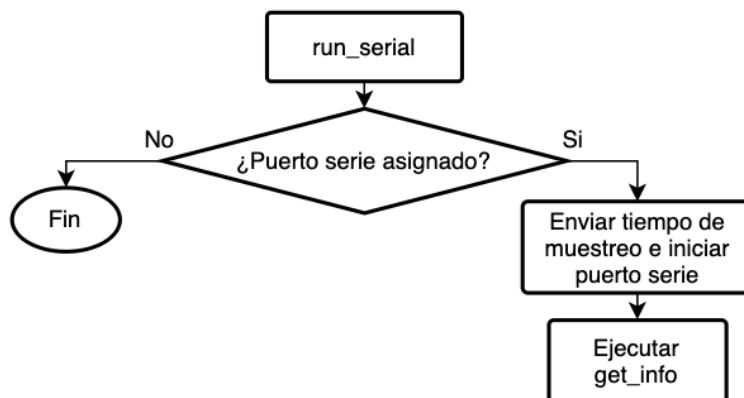 run_serial
No
¿Puerto serie asignado?
Si
Fin
Enviar tiempo de
muestreo e iniciar
puerto serie
Ejecutar
get_info